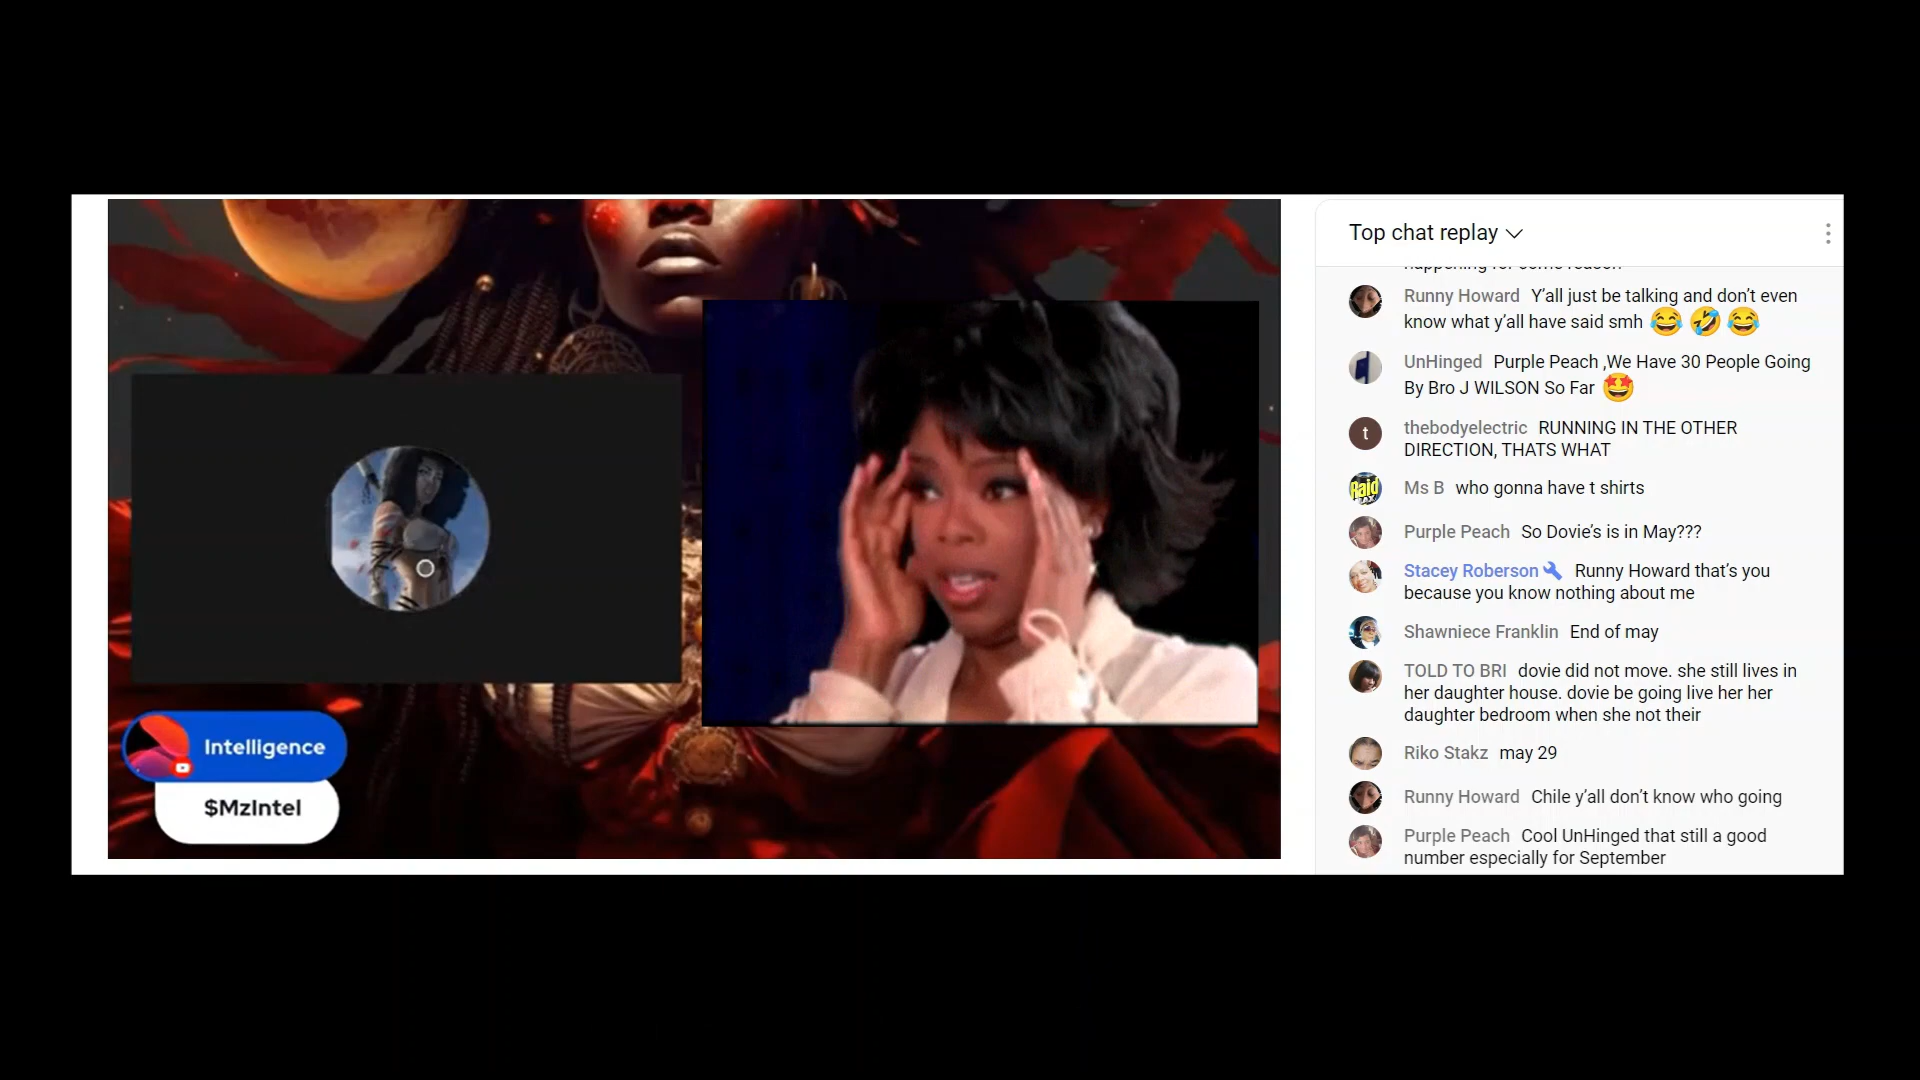 Intelligence
$MzIntel
Top chat replay
happening for some reason
Runny Howard Y'all just be talking and don't even
know what y'all have said smh 😂 🤣 😂
UnHinged Purple Peach ,We Have 30 People Going
By Bro J WILSON So Far 🤩
t
thebodyelectric RUNNING IN THE OTHER
DIRECTION, THATS WHAT
Raid
MAX
Ms B who gonna have t shirts
Purple Peach So Dovie's is in May???
Stacey Roberson Runny Howard that's you
because you know nothing about me
Shawniece Franklin End of may
TOLD TO BRI dovie did not move. she still lives in
her daughter house. dovie be going live her her
daughter bedroom when she not their
Riko Stakz may 29
Runny Howard Chile y'all don't know who going
Purple Peach Cool UnHinged that still a good
number especially for September